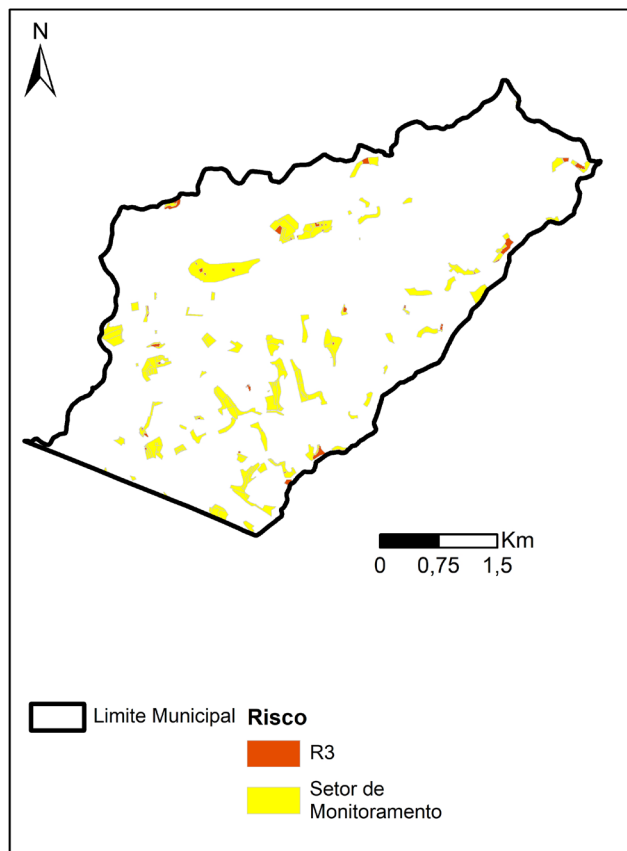 N
Km
0 0,75 1,5
Limite Municipal
Risco
R3
Setor de
Monitoramento